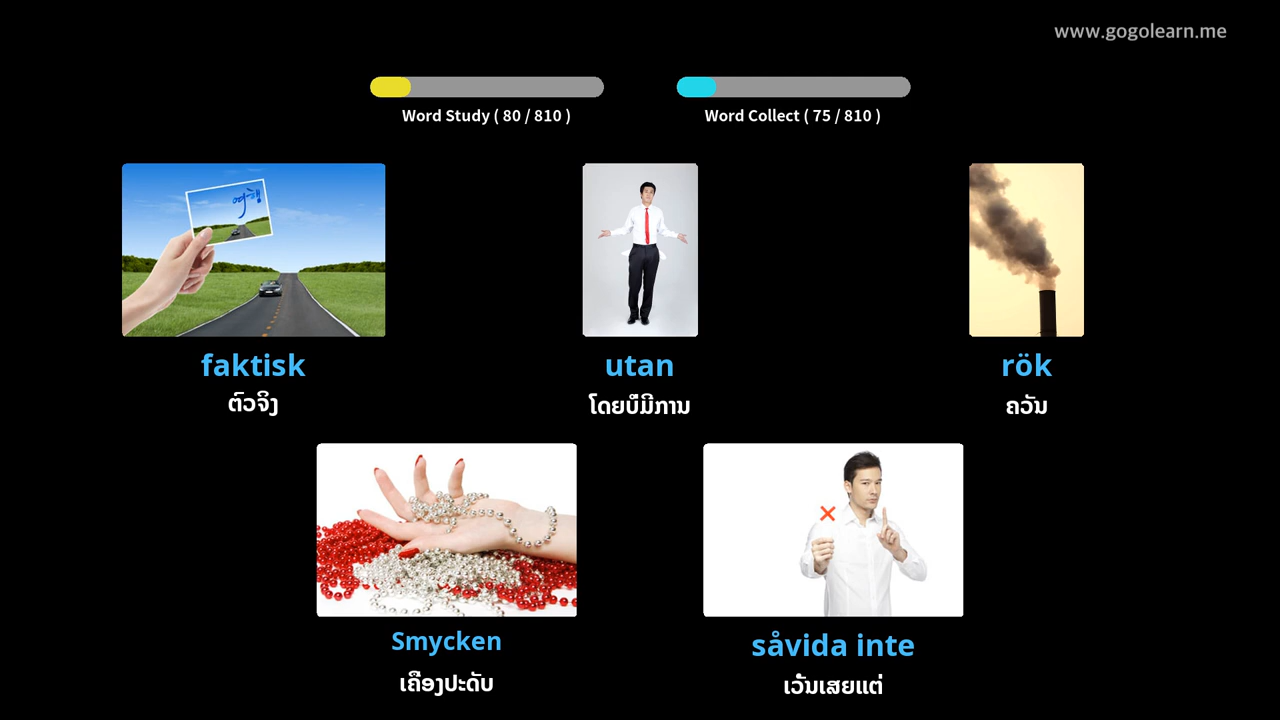 www.gogolearn.me
Word Study ( 80 / 810 )
Word Collect ( 75 / 810 )
여행
faktisk
utan
rök
ຕົວຈິງ
ໂດຍບໍ່ມີການ
ຄວັນ
Smycken
såvida inte
ເຄື່ອງປະດັບ
ເວັ້ນເສຍແຕ່